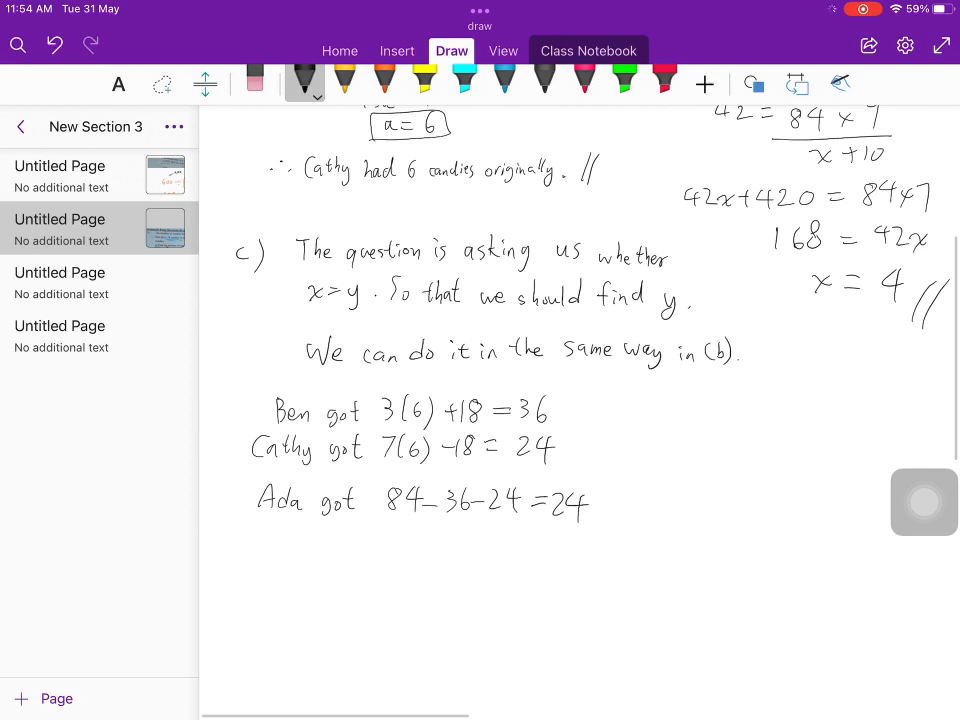 11:54 AM Tue 31 May
59%
draw
Home Insert Draw View Class Notebook
A
New Section 3
Untitled Page
No additional text
Untitled Page
No additional text
Untitled Page
No additional text
Untitled Page
No additional text
+ Page
a = 6
∴ Cathy had 6 candies originally. //
42 = 84 × 7
x + 10
42x + 420 = 84×7
168 = 42x
x = 4 //
c) The question is asking us whether
x > y. So that we should find y.
We can do it in the same way in (b).
Ben got 3(6) + 18 = 36
Cathy got 7(6) - 18 = 24
Ada got 84 - 36 - 24 = 24